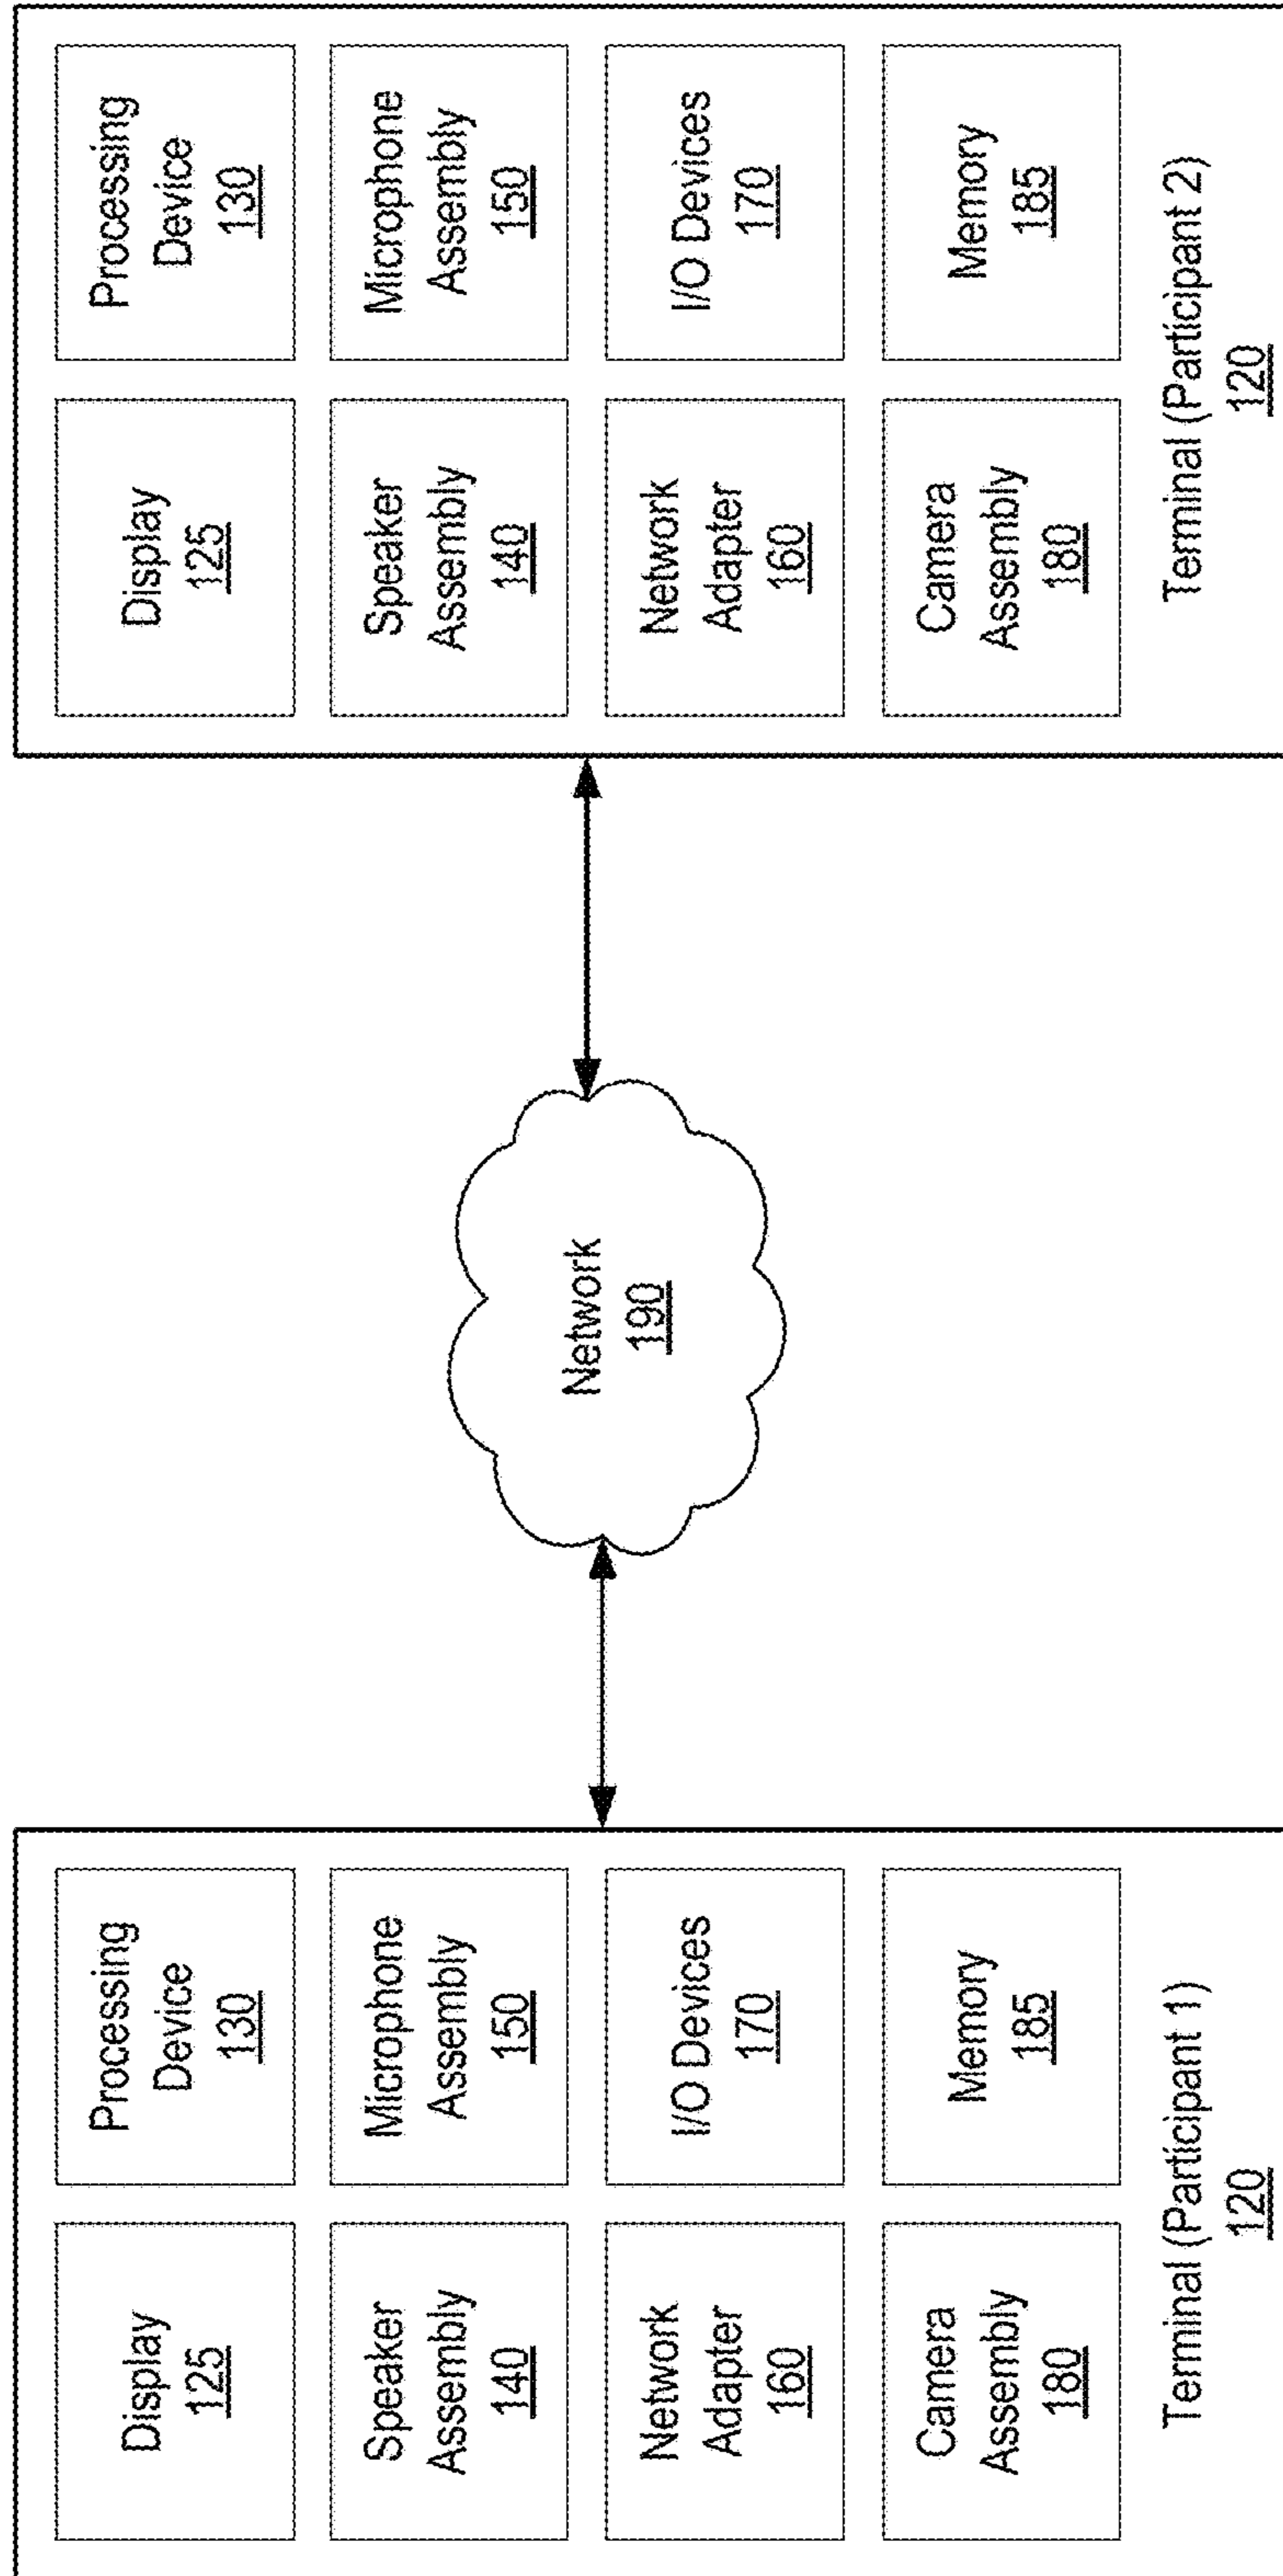 Display
125
Processing
Device
130
Speaker
Assembly
140
Microphone
Assembly
150
Network
Adapter
160
I/O Devices
170
Camera
Assembly
180
Memory
185
Terminal (Participant 1)
120
Network
190
Display
125
Processing
Device
130
Speaker
Assembly
140
Microphone
Assembly
150
Network
Adapter
160
I/O Devices
170
Camera
Assembly
180
Memory
185
Terminal (Participant 2)
120